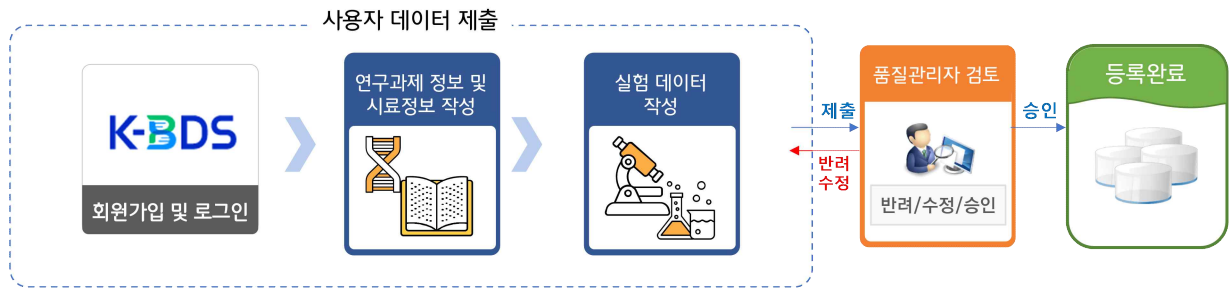 사용자 데이터 제출
K-BDS
회원가입 및 로그인
연구과제 정보 및
시료정보 작성
실험 데이터
작성
제출
반려
수정
품질관리자 검토
반려/수정/승인
승인
등록완료